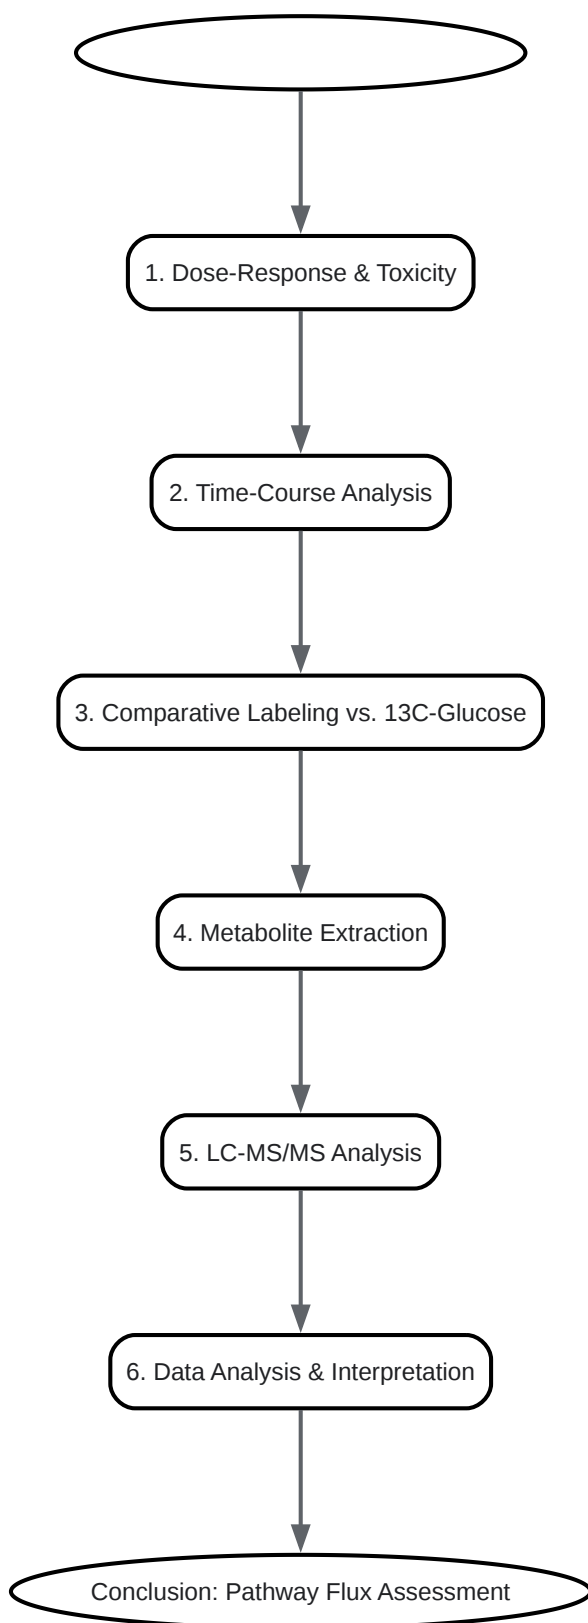 1. Dose-Response & Toxicity
2. Time-Course Analysis
3. Comparative Labeling vs. 13C-Glucose
4. Metabolite Extraction
5. LC-MS/MS Analysis
6. Data Analysis & Interpretation
Conclusion: Pathway Flux Assessment